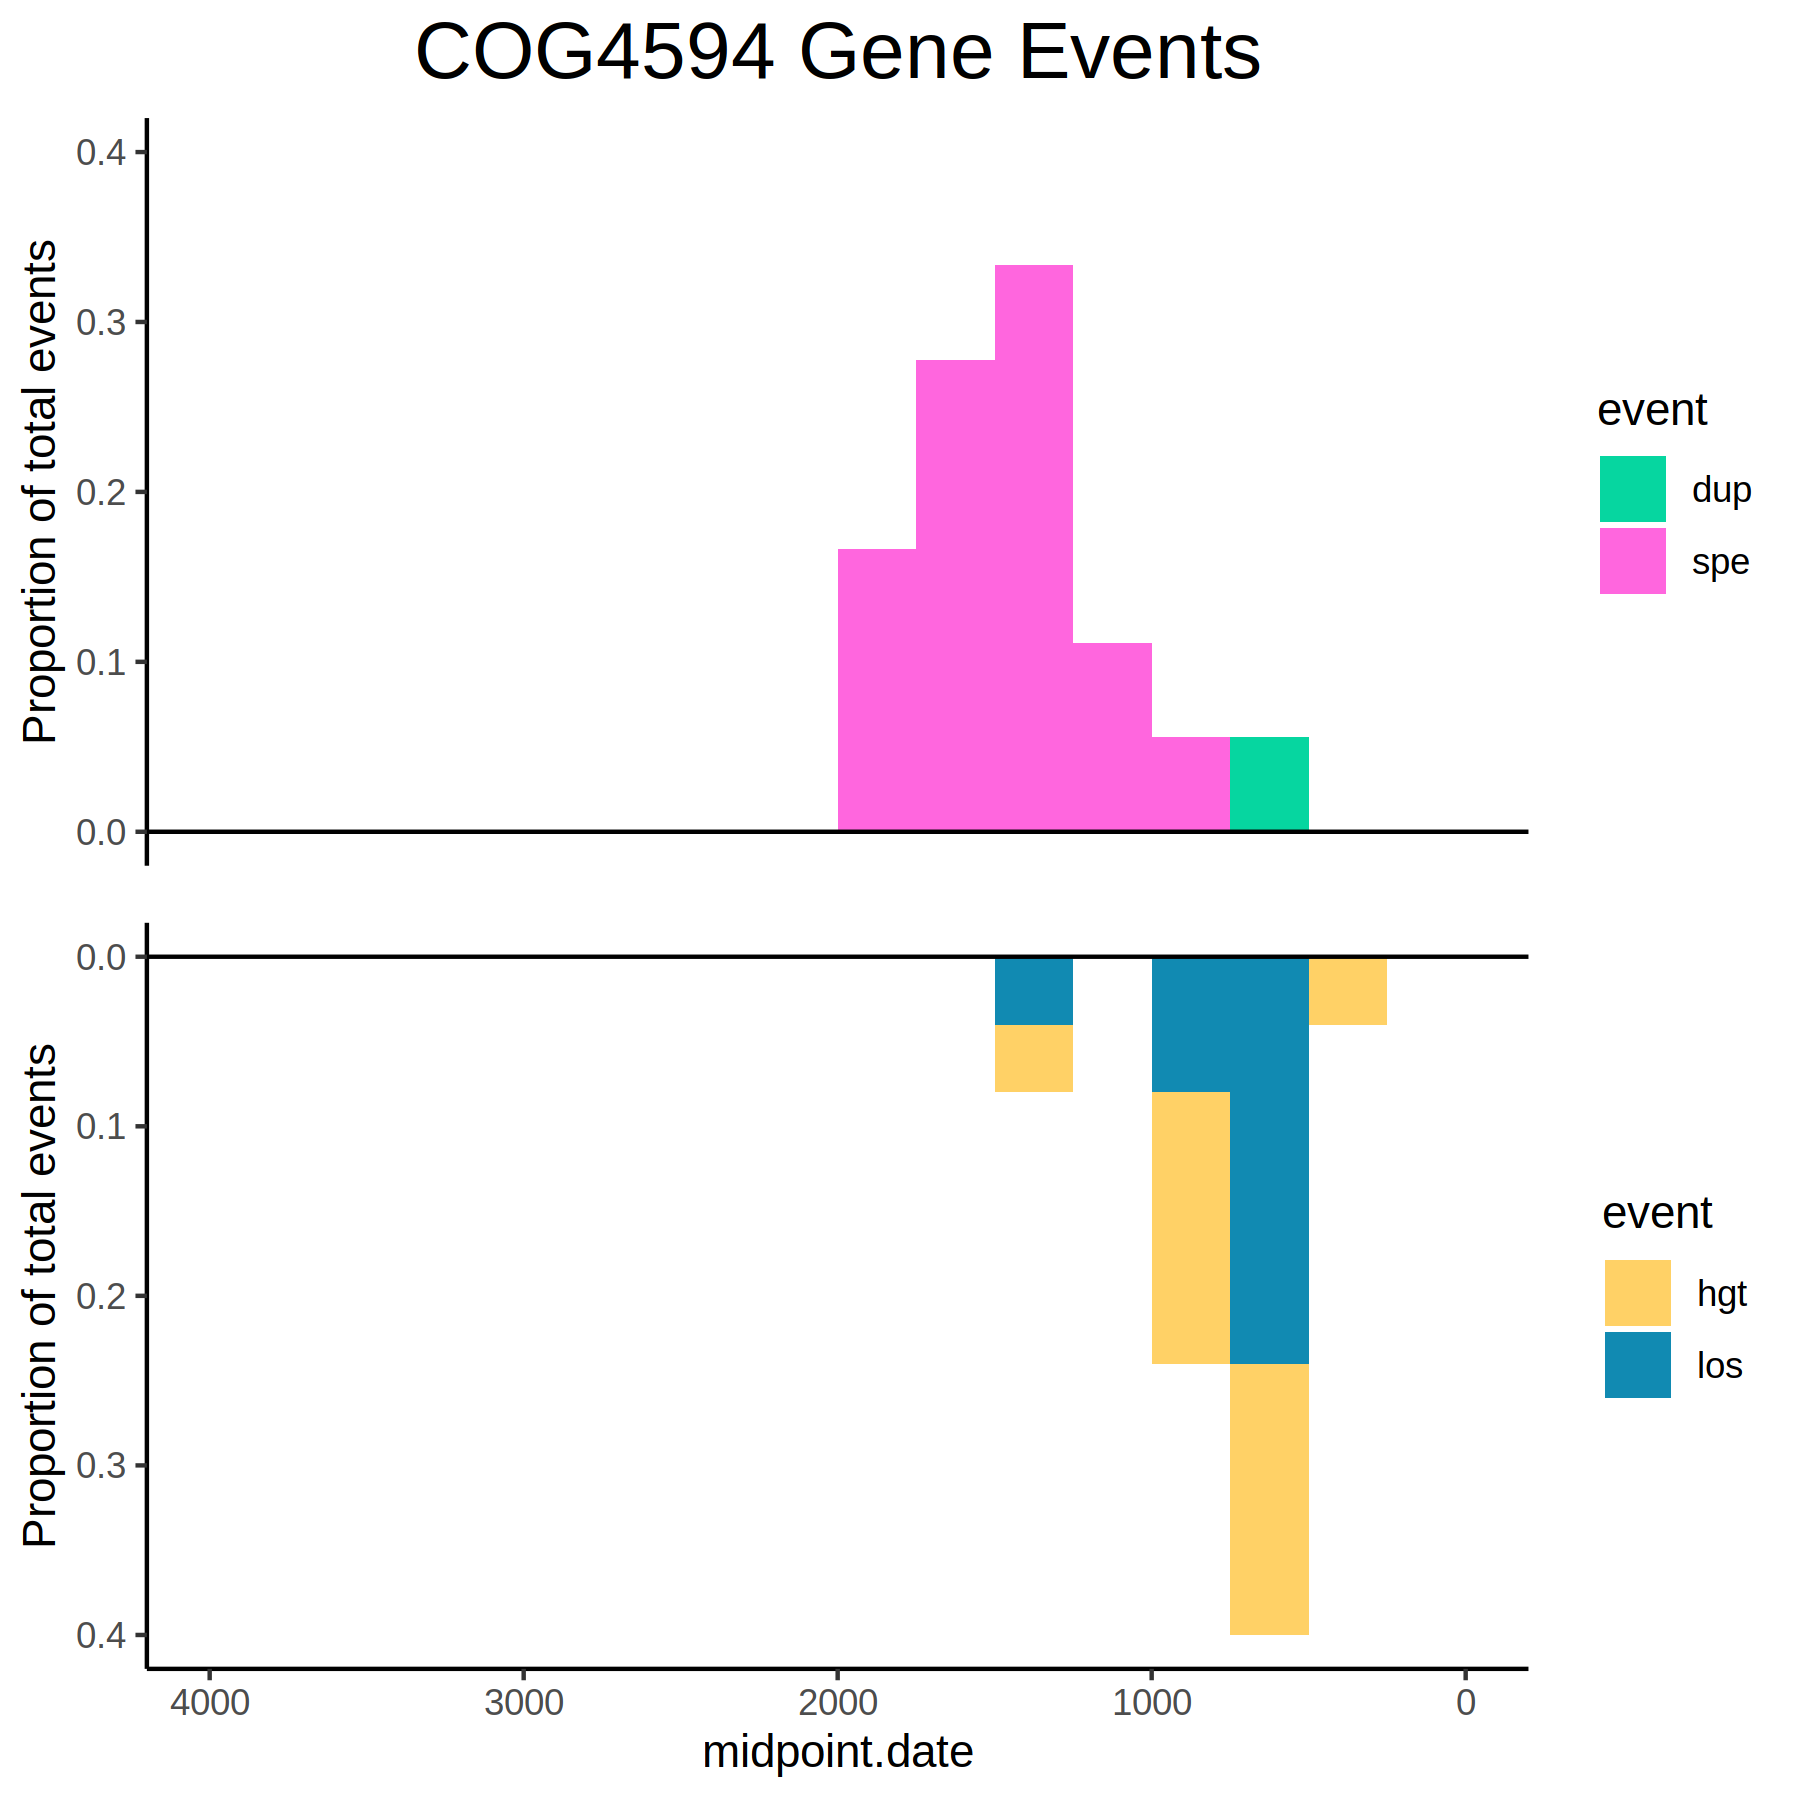 COG4594 Gene Events
Proportion of total events
0.4
0.3
0.2
0.1
0.0
event
dup
spe
Proportion of total events
0.0
0.1
0.2
0.3
0.4
event
hgt
los
4000 3000 2000 1000 0
midpoint.date